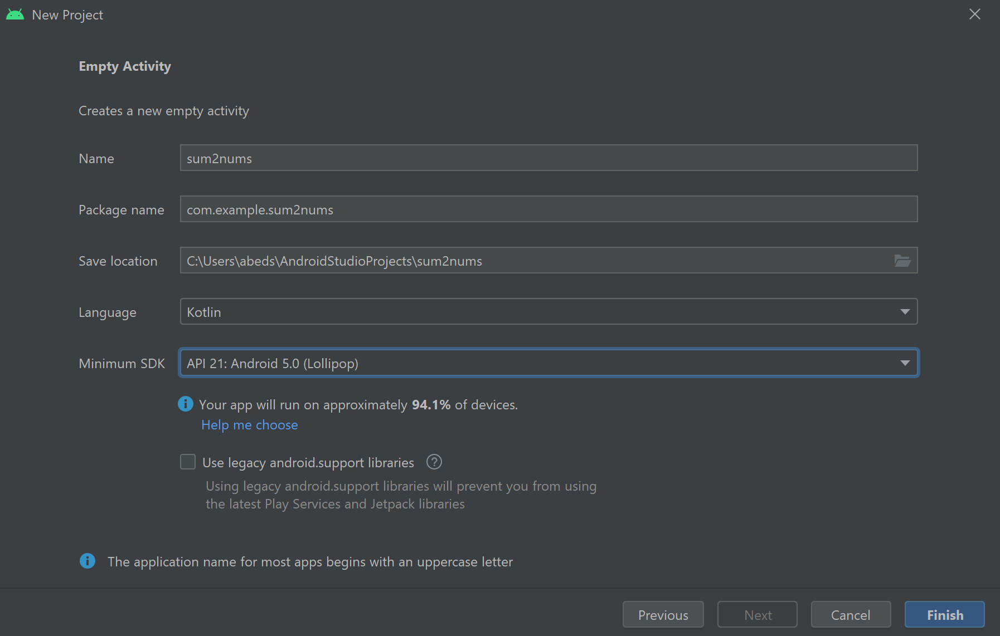 New Project
Empty Activity
Creates a new empty activity
Name
sum2nums
Package name
com.example.sum2nums
Save location
C:\Users\abeds\AndroidStudioProjects\sum2nums
Language
Kotlin
Minimum SDK
API 21: Android 5.0 (Lollipop)
Your app will run on approximately 94.1% of devices.
Help me choose
Use legacy android.support libraries
Using legacy android.support libraries will prevent you from using
the latest Play Services and Jetpack libraries
The application name for most apps begins with an uppercase letter
Previous
Next
Cancel
Finish